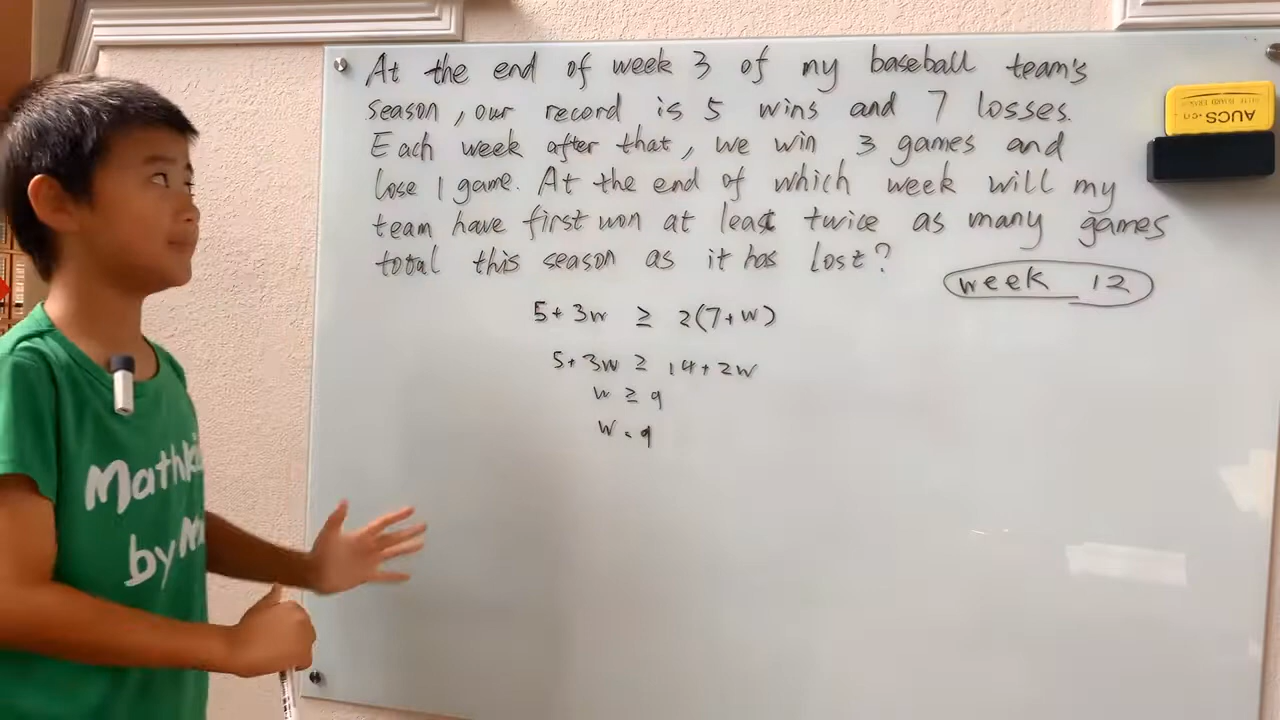 At the end of week 3 of my baseball team's
season, our record is 5 wins and 7 losses.
Each week after that, we win 3 games and
lose 1 game. At the end of which week will my
team have first won at least twice as many games
total this season as it has lost?
week 12
5+3w ≥ 2(7+w)
5+3w ≥ 14+2w
w ≥ 9
w = 9
AUCS.cn
by